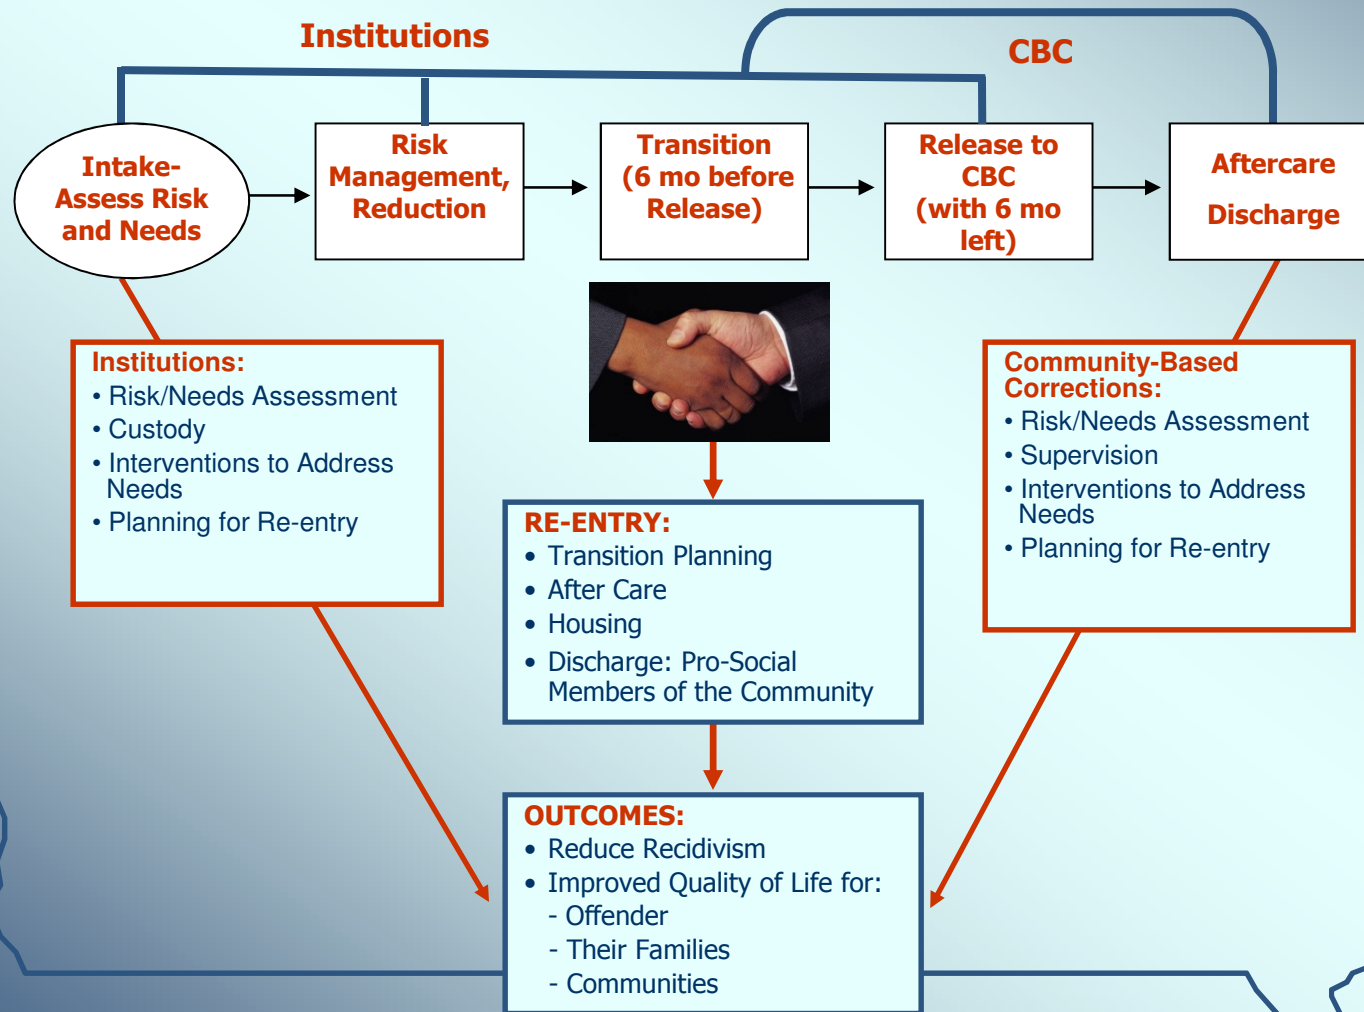 Institutions
CBC
Intake-
Assess Risk
and Needs
Risk
Management,
Reduction
Transition
(6 mo before
Release)
Release to
CBC
(with 6 mo
left)
Aftercare
Discharge
Institutions:
• Risk/Needs Assessment
• Custody
• Interventions to Address
Needs
• Planning for Re-entry
RE-ENTRY:
• Transition Planning
• After Care
• Housing
• Discharge: Pro-Social
Members of the Community
Community-Based
Corrections:
• Risk/Needs Assessment
• Supervision
• Interventions to Address
Needs
• Planning for Re-entry
OUTCOMES:
• Reduce Recidivism
• Improved Quality of Life for:
- Offender
- Their Families
- Communities